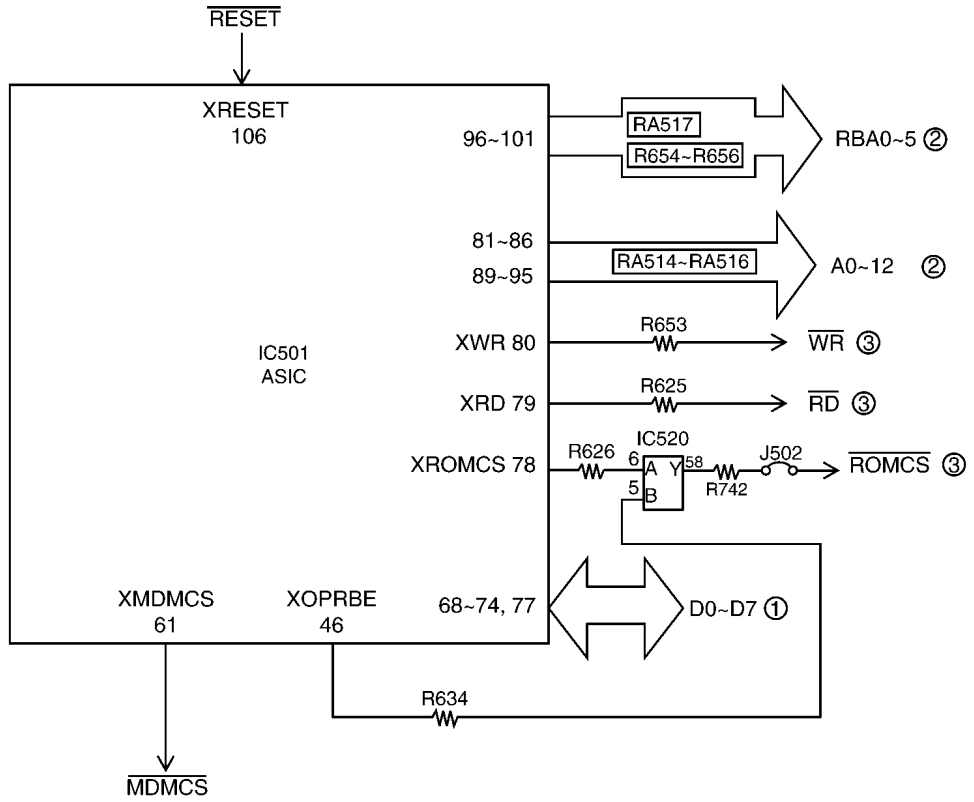 RESET
XRESET
106
96~101
RA517
R654~R656
RBA0~5 ②
81~86
89~95
RA514~RA516
A0~12 ②
IC501
ASIC
XWR 80
R653
WR ③
XRD 79
R625
RD ③
XROMCS 78
R626
IC520
6
A
Y
58
5
B
R742
J502
ROMCS ③
XMDMCS
61
XOPRBE
46
68~74, 77
D0~D7 ①
R634
MDMCS